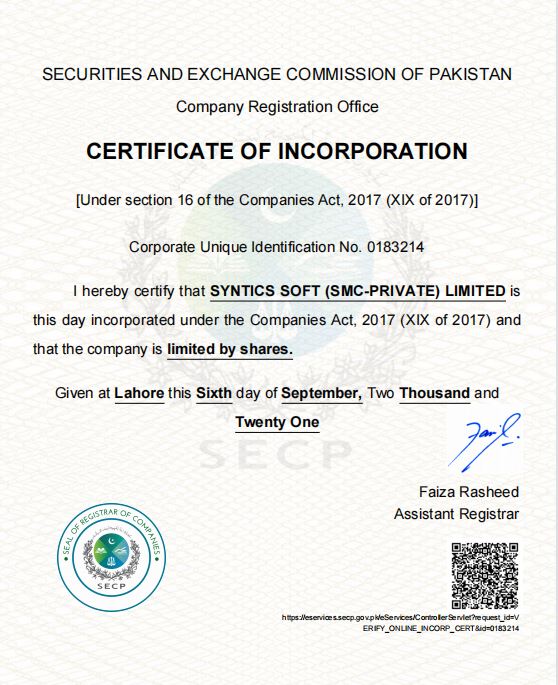 SECURITIES AND EXCHANGE COMMISSION OF PAKISTAN
Company Registration Office
CERTIFICATE OF INCORPORATION
[Under section 16 of the Companies Act, 2017 (XIX of 2017)]
Corporate Unique Identification No. 0183214
I hereby certify that SYNTICS SOFT (SMC-PRIVATE) LIMITED is
this day incorporated under the Companies Act, 2017 (XIX of 2017) and
that the company is limited by shares.
Given at Lahore this Sixth day of September, Two Thousand and
Twenty One
SECP
Faiza Rasheed
Assistant Registrar
SEAL OF REGISTRAR OF COMPANIES
SECP
https://eservices.secp.gov.pk/eServices/ControllerServlet?request_id=V
ERIFY_ONLINE_INCORP_CERT&id=0183214